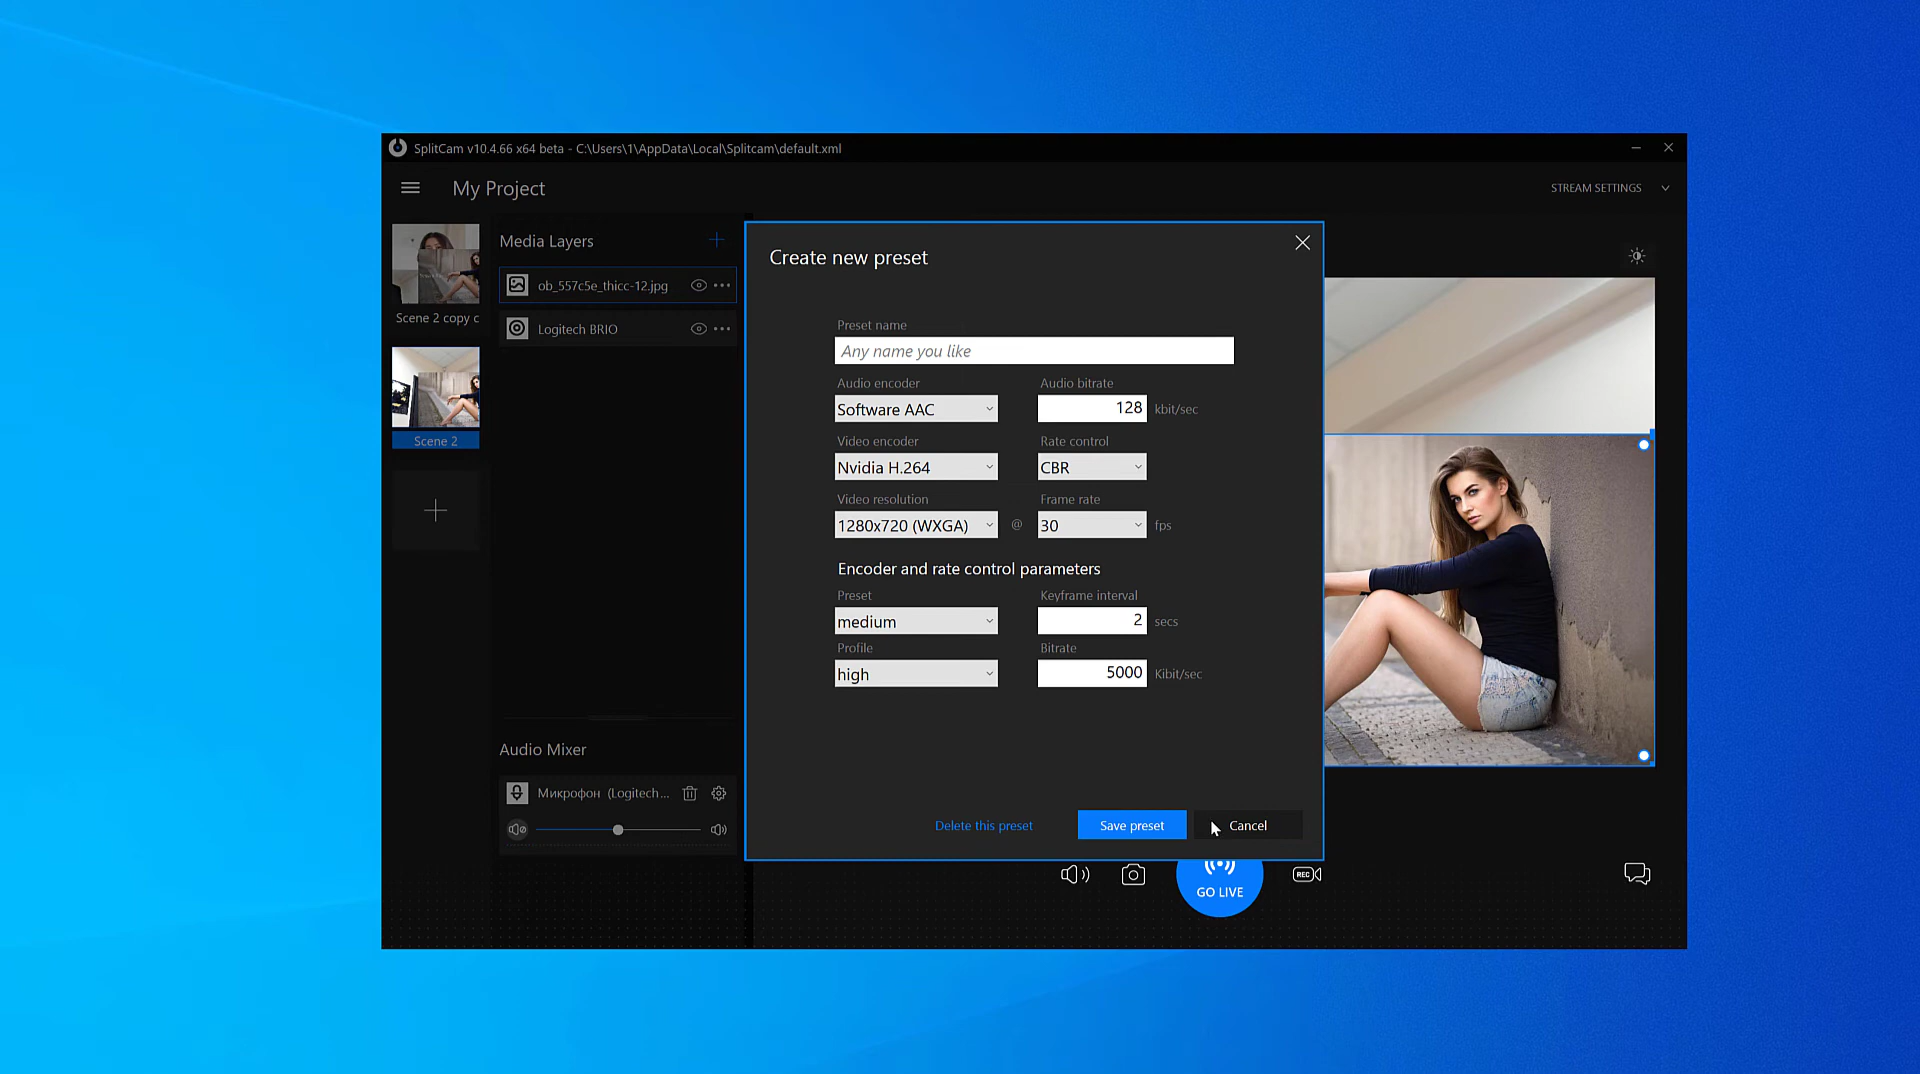 SplitCam v10.4.66 x64 beta - C:\Users\1\AppData\Local\Splitcam\default.xml
My Project
STREAM SETTINGS
Scene 2 copy c
Scene 2
Media Layers
ob_557c5e_thicc-12.jpg
Logitech BRIO
Audio Mixer
Микрофон (Logitech...
Create new preset
Preset name
Any name you like
Audio encoder
Audio bitrate
Software AAC
128 kbit/sec
Video encoder
Rate control
Nvidia H.264
CBR
Video resolution
Frame rate
1280x720 (WXGA) @ 30 fps
Encoder and rate control parameters
Preset
Keyframe interval
medium
2 secs
Profile
Bitrate
high
5000 Kibit/sec
Delete this preset
Save preset
Cancel
GO LIVE
REC